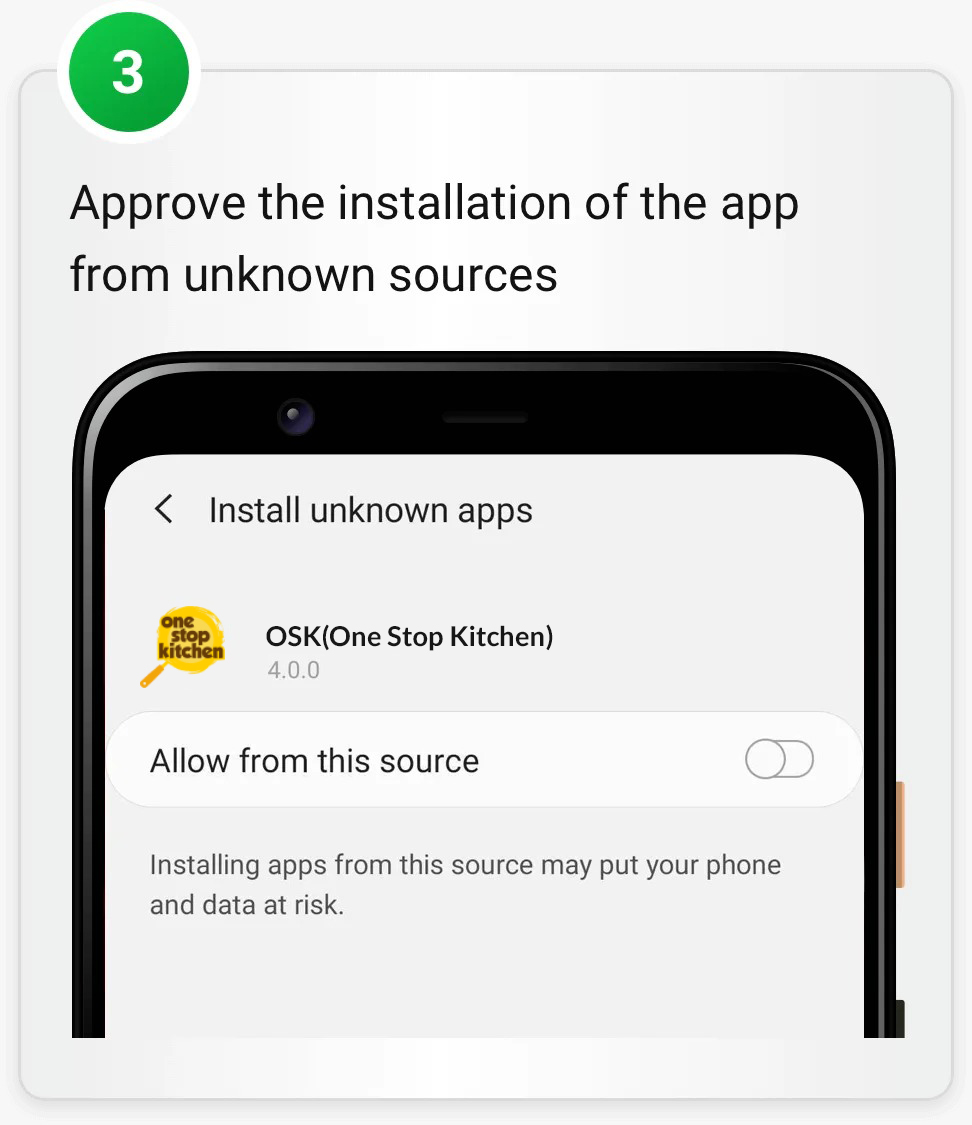 3
Approve the installation of the app
from unknown sources
Install unknown apps
one
stop
kitchen
OSK(One Stop Kitchen)
4.0.0
Allow from this source
Installing apps from this source may put your phone
and data at risk.